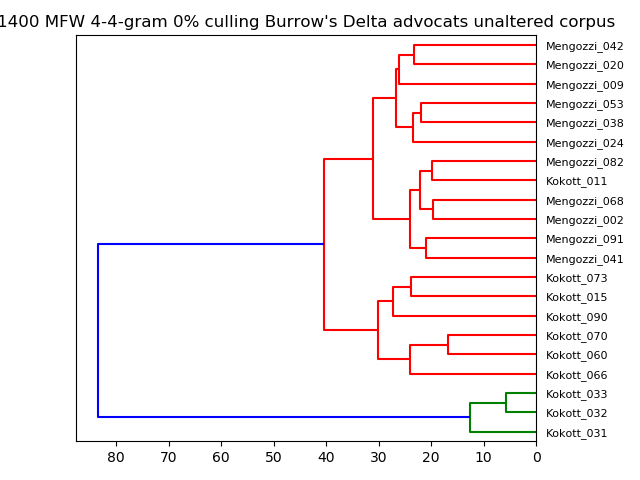 1400 MFW 4-4-gram 0% culling Burrow's Delta advocats unaltered corpus
Mengozzi_042
Mengozzi_020
Mengozzi_009
Mengozzi_053
Mengozzi_038
Mengozzi_024
Mengozzi_082
Kokott_011
Mengozzi_068
Mengozzi_002
Mengozzi_091
Mengozzi_041
Kokott_073
Kokott_015
Kokott_090
Kokott_070
Kokott_060
Kokott_066
Kokott_033
Kokott_032
Kokott_031
80 70 60 50 40 30 20 10 0